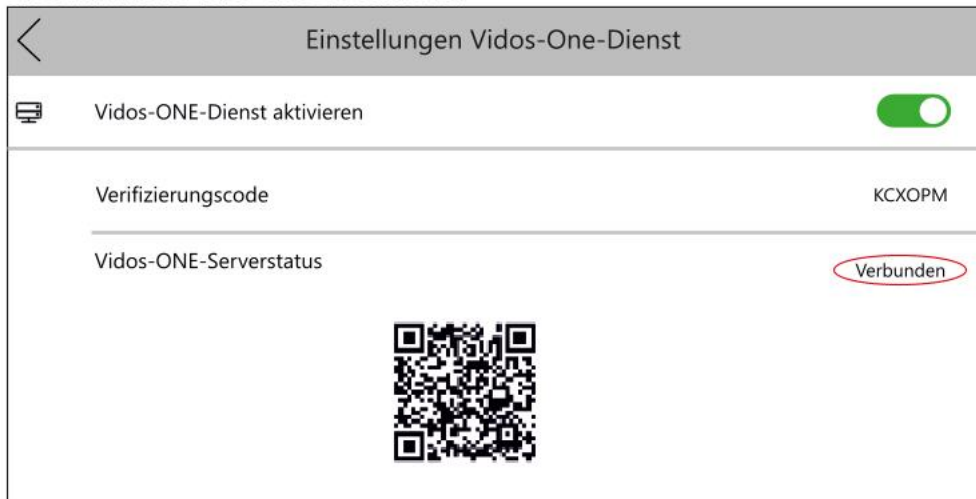 Einstellungen Vidos-One-Dienst
Vidos-ONE-Dienst aktivieren
Verifizierungscode KCXOPM
Vidos-ONE-Serverstatus Verbunden